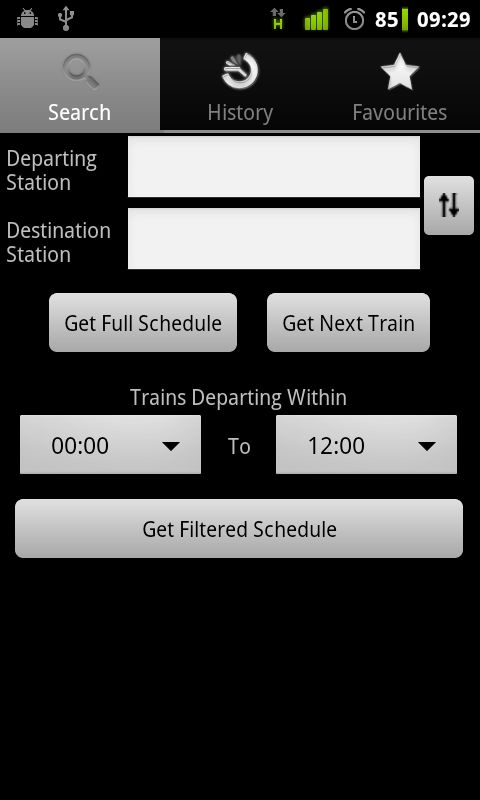 H 85 09:29
Search History Favourites
Departing
Station
Destination
Station
Get Full Schedule Get Next Train
Trains Departing Within
00:00 To 12:00
Get Filtered Schedule